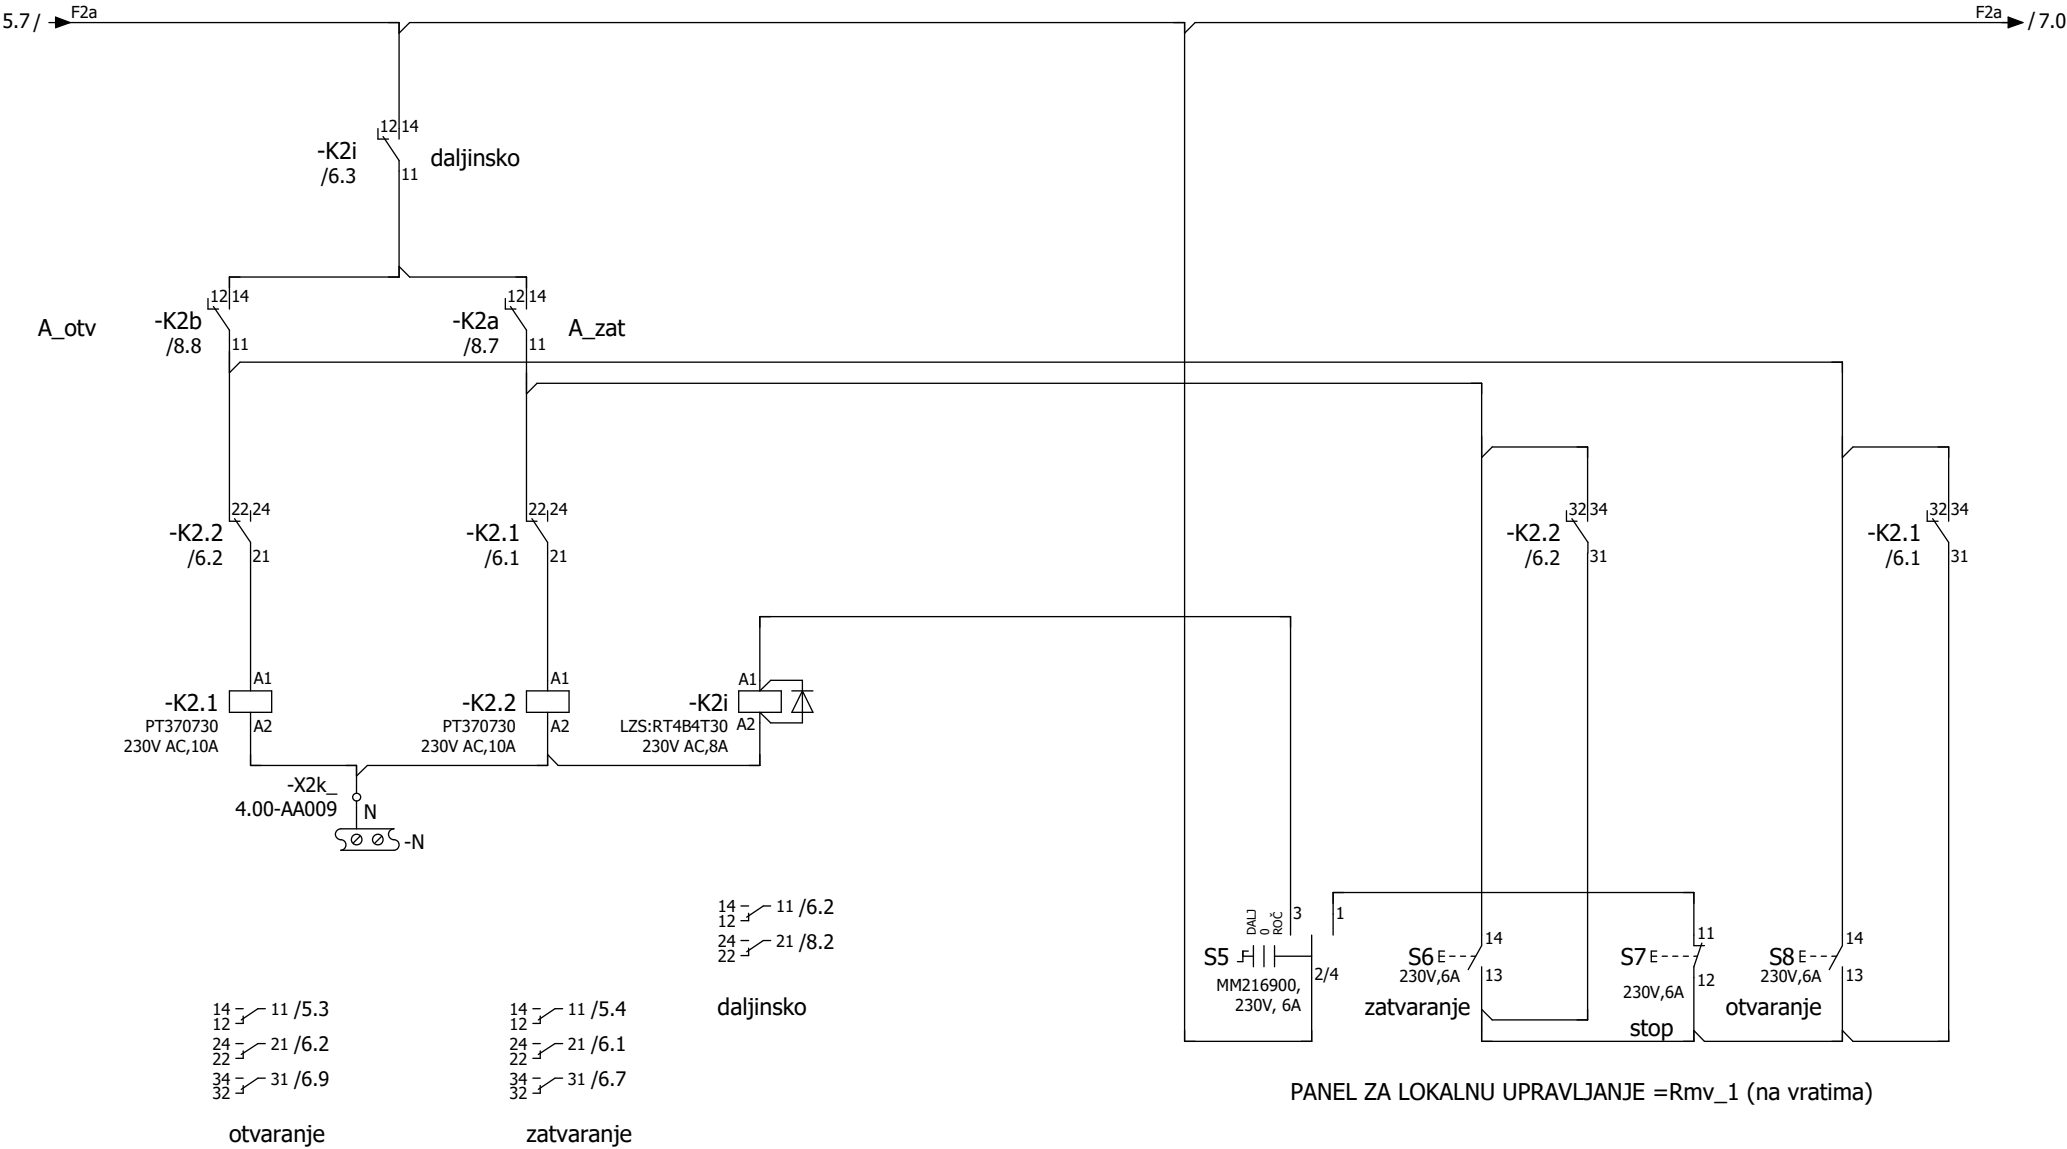 5.7/ F2a F2a /7.0
12 14
-K2i daljinsko
/6.3 11
12 14 12 14
A_otv -K2b -K2a A_zat
/8.8 11 /8.7 11
22 24 22 24 32 34 32 34
-K2.2 -K2.1 -K2.2 -K2.1
/6.2 21 /6.1 21 /6.2 31 /6.1 31
A1 A1 A1
-K2.1 -K2.2 -K2i
PT370730 A2 PT370730 A2 LZS:RT4B4T30 A2
230V AC,10A 230V AC,10A 230V AC,8A
-X2k_
4.00-AA009 N
-N
14 11 /6.2
12
24 21 /8.2
22
daljinsko
DALJ
0
ROČ
3 1
S5 2/4
MM216900,
230V, 6A
14
S6 E
230V,6A 13
zatvaranje
11
S7 E
12
230V,6A
stop
14
S8 E
230V,6A 13
otvaranje
14 11 /5.3 14 11 /5.4
12 12
24 21 /6.2 24 21 /6.1
22 22
34 31 /6.9 34 31 /6.7
32 32
otvaranje zatvaranje
PANEL ZA LOKALNU UPRAVLJANJE =Rmv_1 (na vratima)